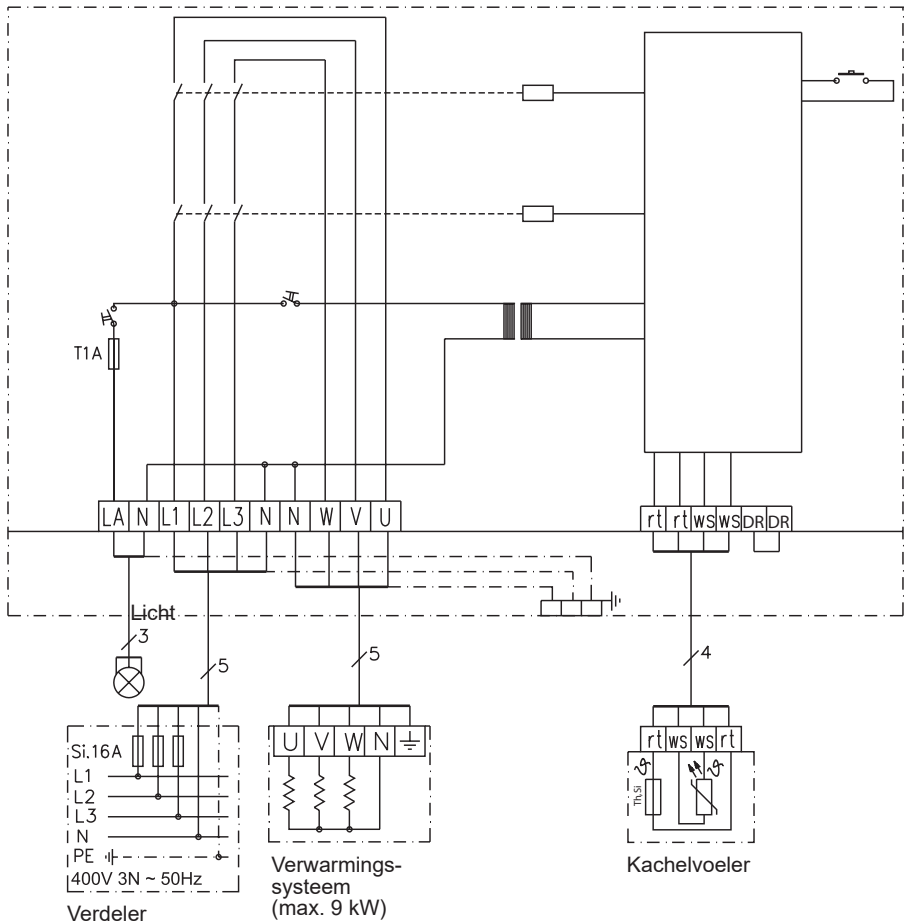 T1A
LA N L1 L2 L3 N N W V U
rt rt ws ws DR DR
Licht
3
5
5
4
Si.16A
L1
L2
L3
N
PE
400V 3N ~ 50Hz
Verdeler
U V W N
Verwarmings-
systeem
(max. 9 kW)
rt ws ws rt
Th,Si
ϑ
ϑ
Kachelvoeler